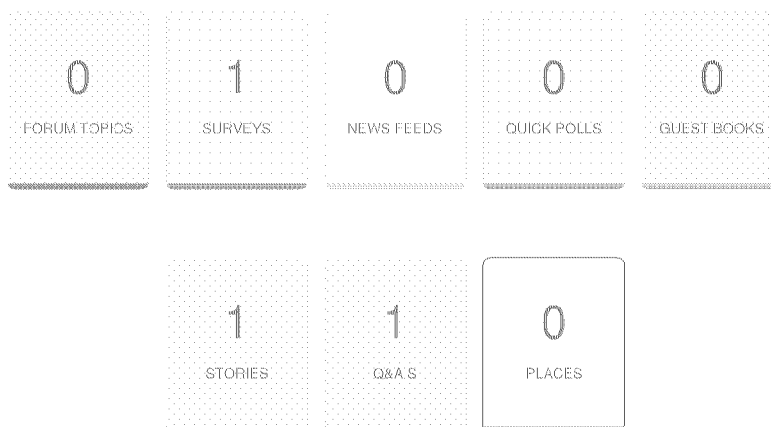 0 1 0 0 0
FORUM TOPICS SURVEYS NEWS FEEDS QUICK POLLS GUEST BOOKS
1 1 0
STORIES Q&A S PLACES